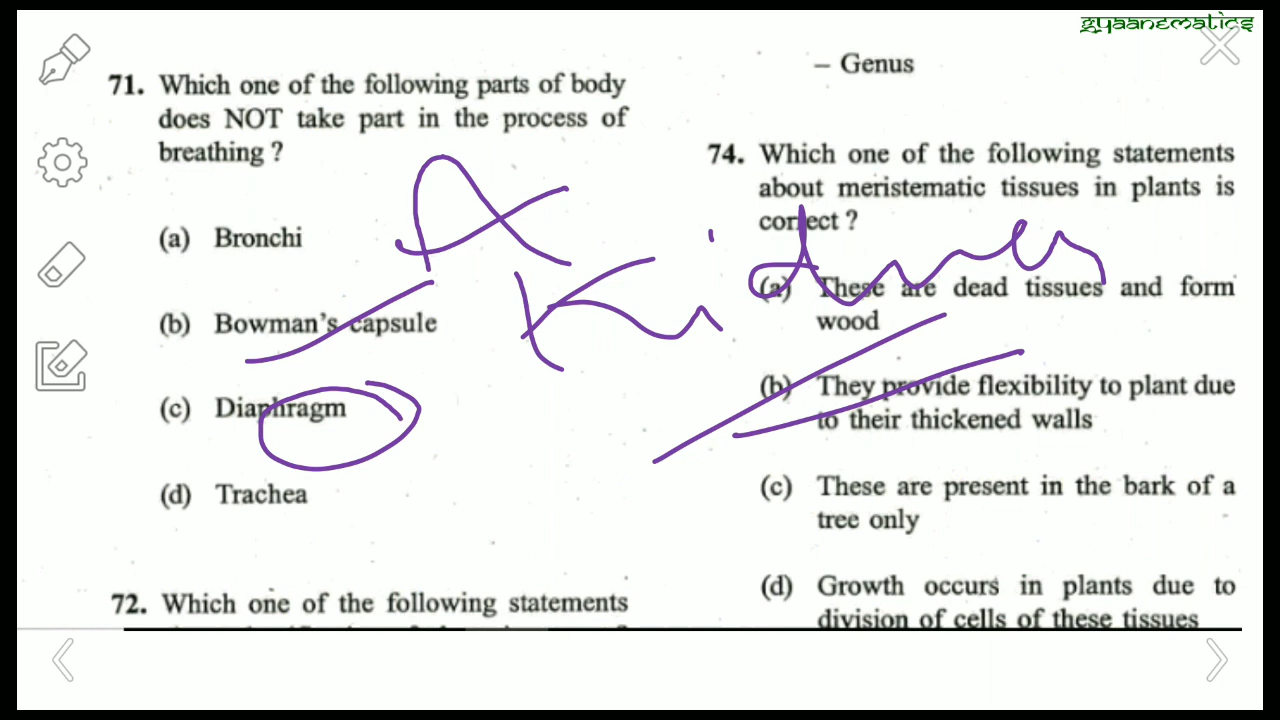 gyaanematics
71. Which one of the following parts of body
does NOT take part in the process of
breathing ?
(a) Bronchi
(b) Bowman's capsule
(c) Diaphragm
(d) Trachea
72. Which one of the following statements
– Genus
74. Which one of the following statements
about meristematic tissues in plants is
correct ?
(a) These are dead tissues and form
wood
(b) They provide flexibility to plant due
to their thickened walls
(c) These are present in the bark of a
tree only
(d) Growth occurs in plants due to
division of cells of these tissues